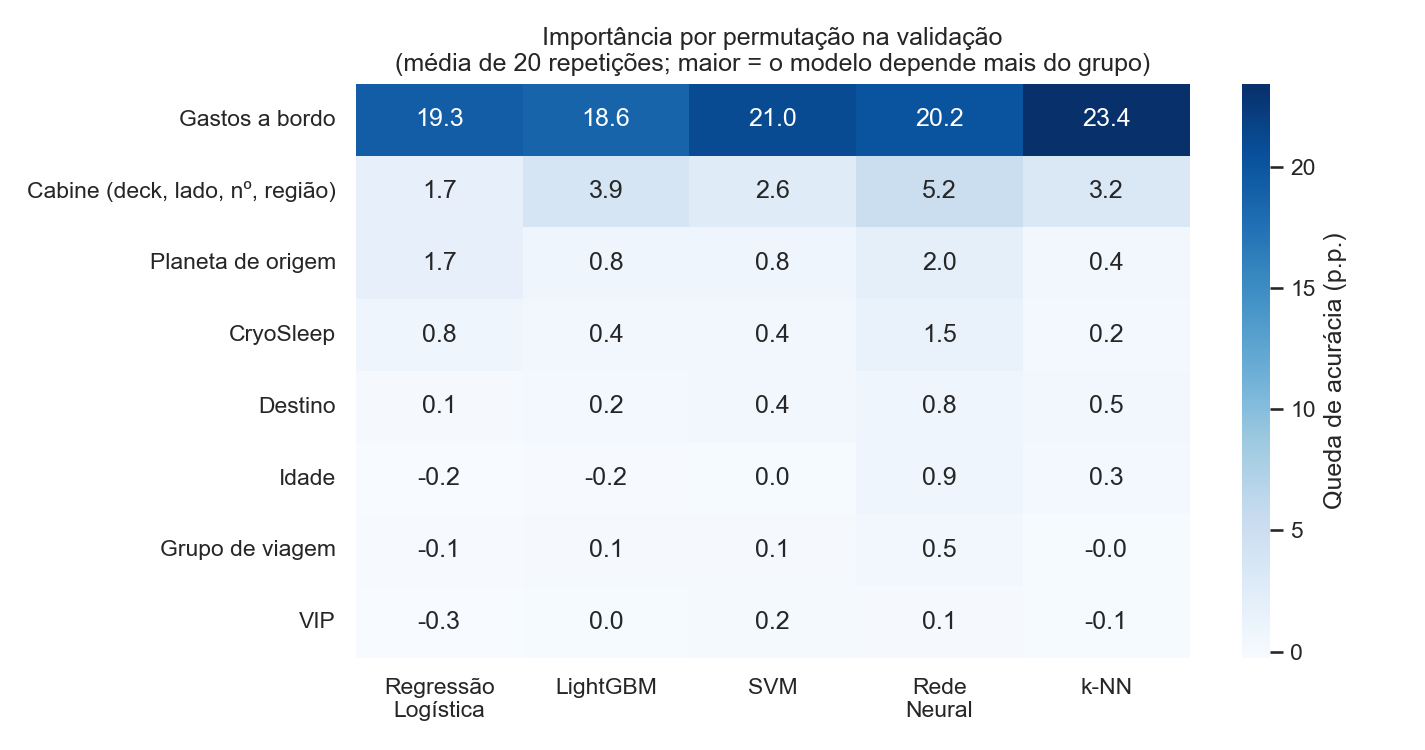 Importância por permutação na validação
(média de 20 repetições; maior = o modelo depende mais do grupo)
Gastos a bordo 19.3 18.6 21.0 20.2 23.4
Cabine (deck, lado, nº, região) 1.7 3.9 2.6 5.2 3.2
Planeta de origem 1.7 0.8 0.8 2.0 0.4
CryoSleep 0.8 0.4 0.4 1.5 0.2
Destino 0.1 0.2 0.4 0.8 0.5
Idade -0.2 -0.2 0.0 0.9 0.3
Grupo de viagem -0.1 0.1 0.1 0.5 -0.0
VIP -0.3 0.0 0.2 0.1 -0.1
Regressão
Logística
LightGBM
SVM
Rede
Neural
k-NN
20
15
10
5
0
Queda de acurácia (p.p.)